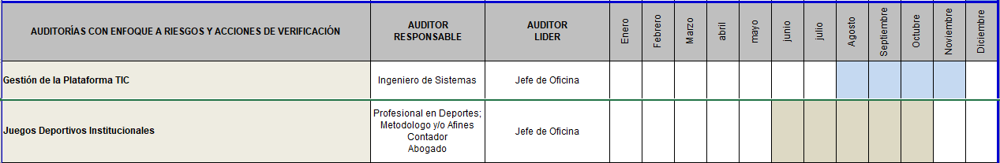 AUDITORÍAS CON ENFOQUE A RIESGOS Y ACCIONES DE VERIFICACIÓN
AUDITOR
RESPONSABLE
AUDITOR
LIDER
Enero
Febrero
Marzo
abril
mayo
junio
julio
Agosto
Septiembre
Octubre
Noviembre
Diciembre
Gestión de la Plataforma TIC
Ingeniero de Sistemas
Jefe de Oficina
Juegos Deportivos Institucionales
Profesional en Deportes;
Metodologo y/o Afines
Contador
Abogado
Jefe de Oficina